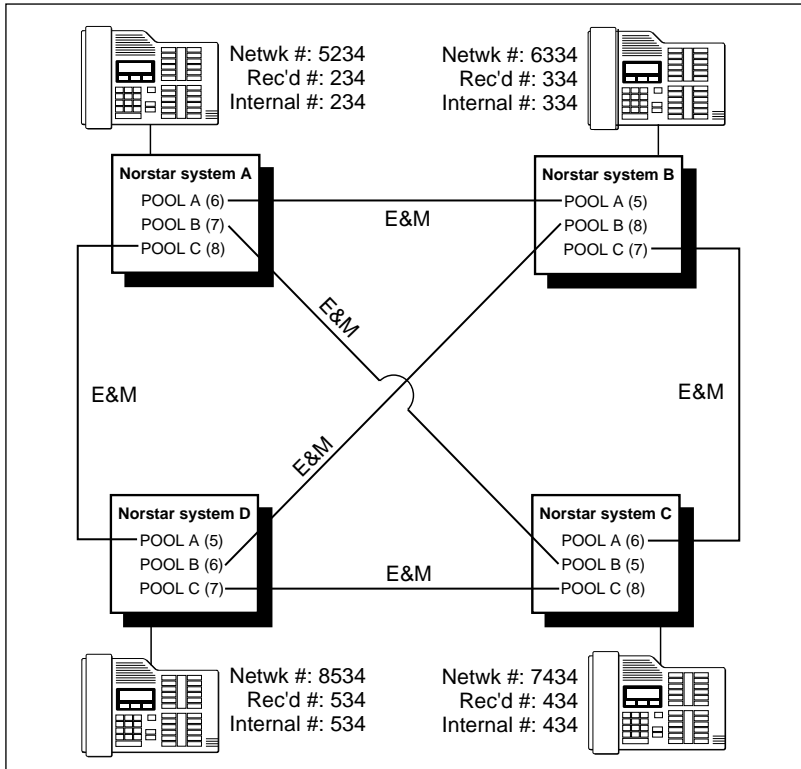 Netwk #: 5234
Rec'd #: 234
Internal #: 234
Netwk #: 6334
Rec'd #: 334
Internal #: 334
Norstar system A
POOL A (6)
POOL B (7)
POOL C (8)
Norstar system B
POOL A (5)
POOL B (8)
POOL C (7)
E&M
E&M
E&M
E&M
E&M
Norstar system D
POOL A (5)
POOL B (6)
POOL C (7)
Norstar system C
POOL A (6)
POOL B (5)
POOL C (8)
E&M
Netwk #: 8534
Rec'd #: 534
Internal #: 534
Netwk #: 7434
Rec'd #: 434
Internal #: 434